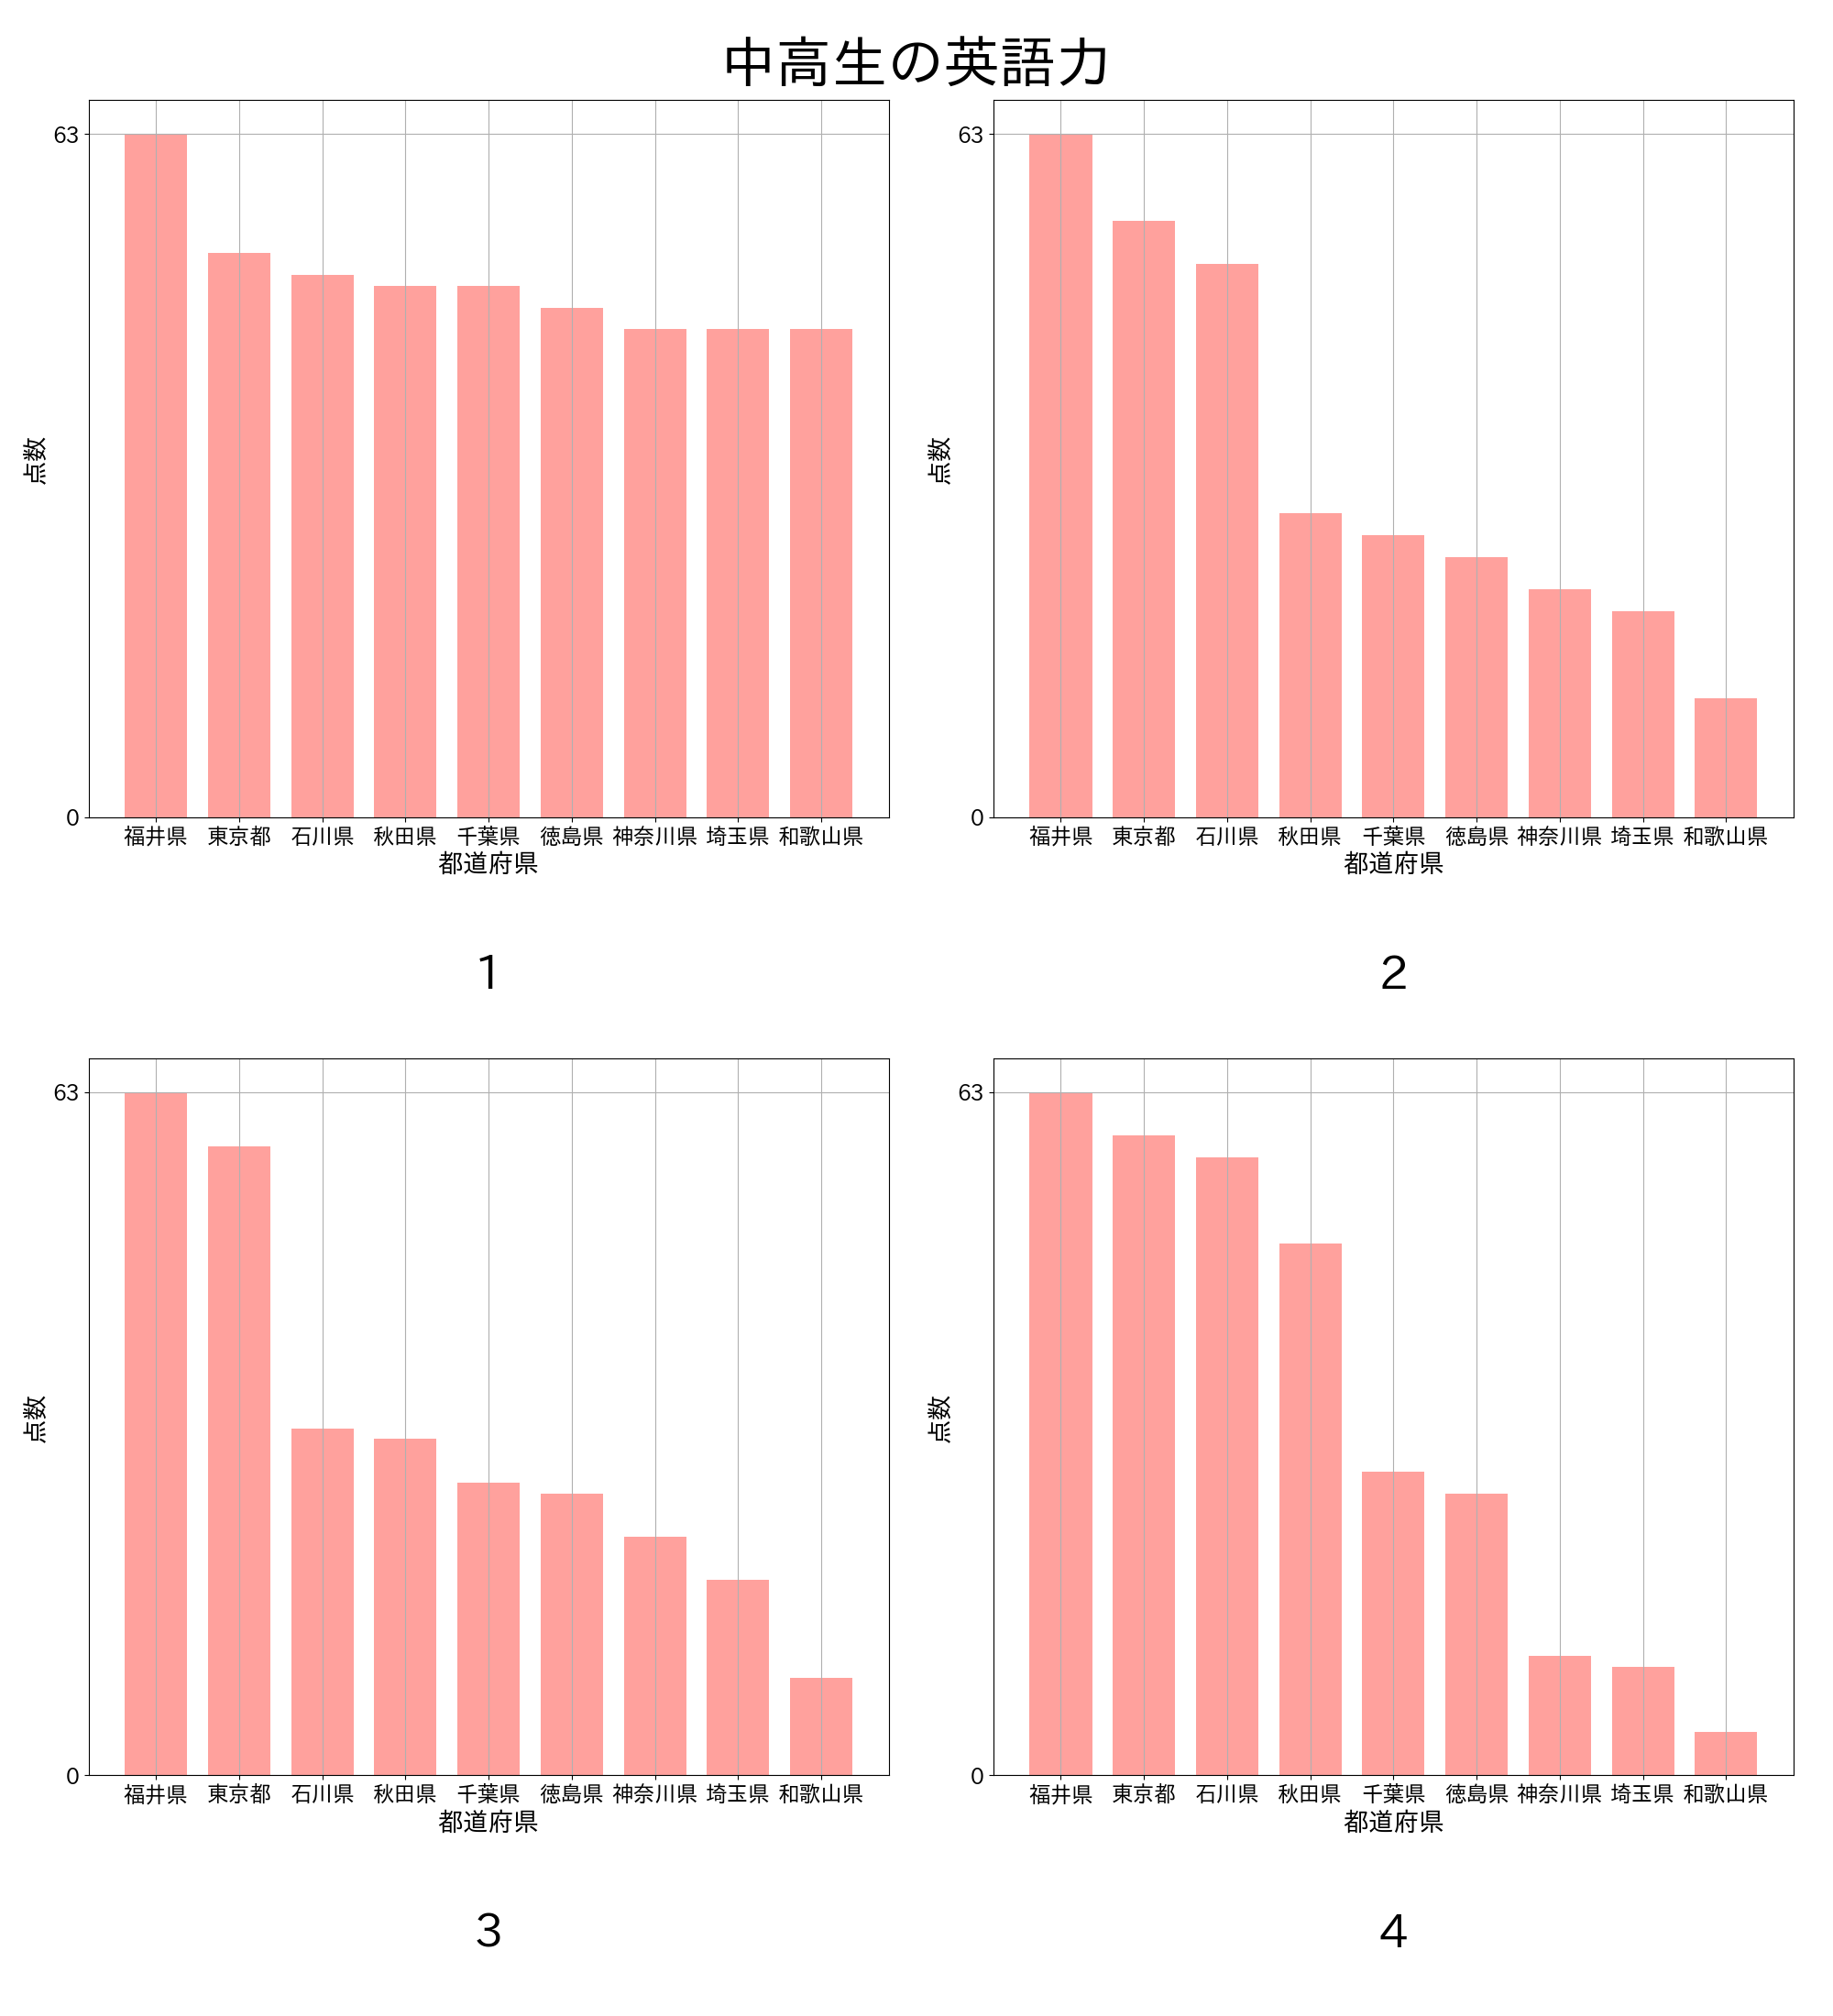 中高生の英語力
63
0
点数
福井県 東京都 石川県 秋田県 千葉県 徳島県 神奈川県 埼玉県 和歌山県
都道府県
1
63
0
点数
福井県 東京都 石川県 秋田県 千葉県 徳島県 神奈川県 埼玉県 和歌山県
都道府県
2
63
0
点数
福井県 東京都 石川県 秋田県 千葉県 徳島県 神奈川県 埼玉県 和歌山県
都道府県
3
63
0
点数
福井県 東京都 石川県 秋田県 千葉県 徳島県 神奈川県 埼玉県 和歌山県
都道府県
4